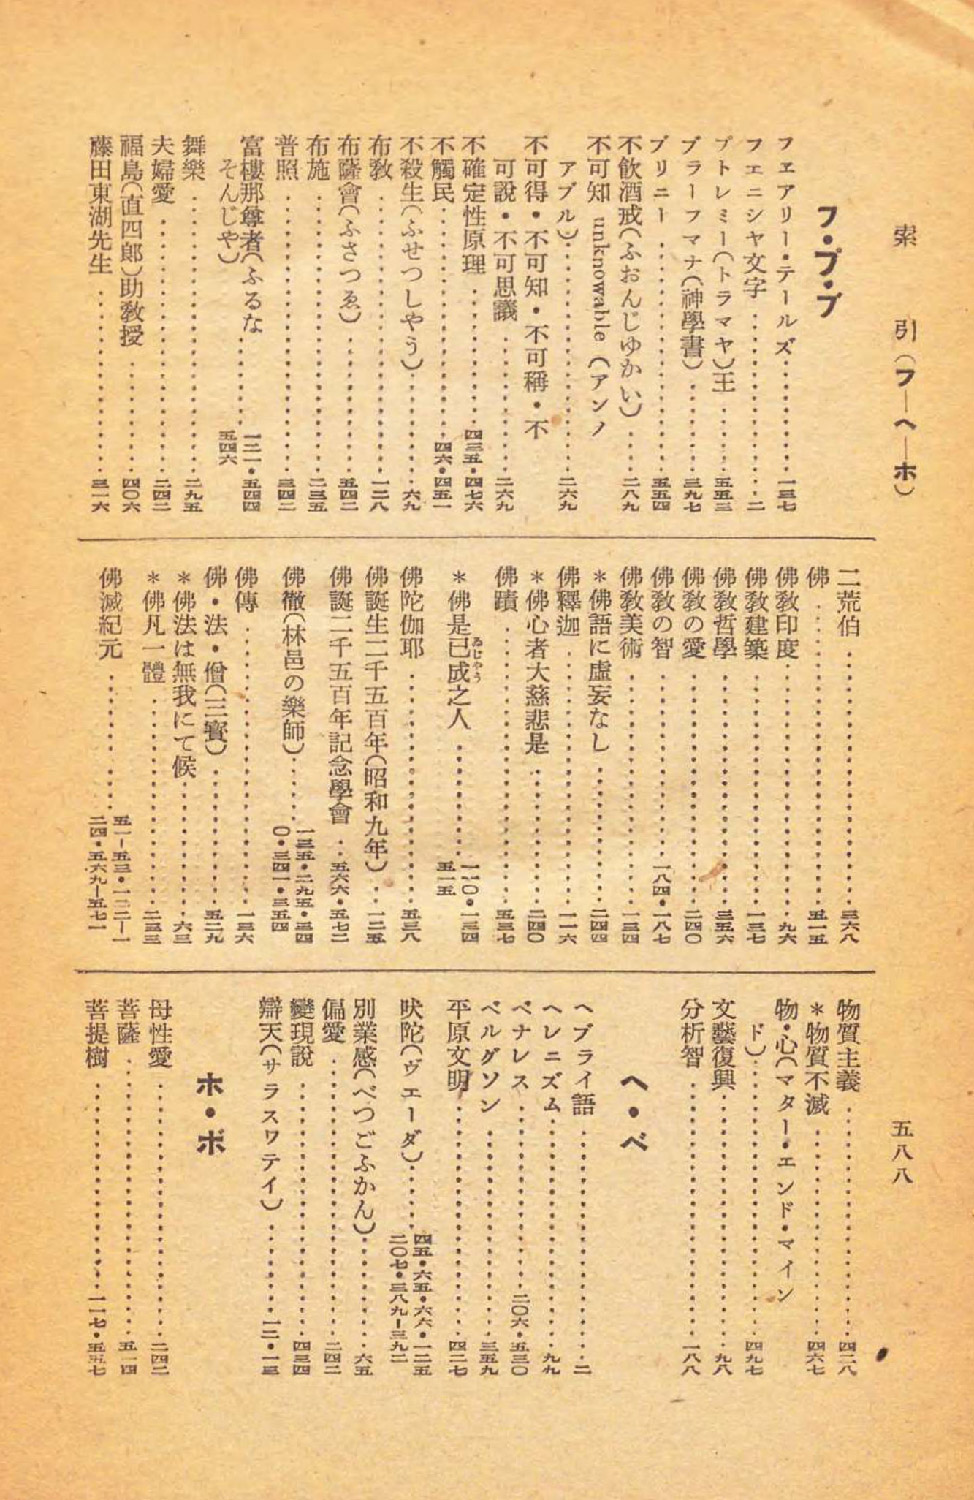 索引(フ—ヘ—ホ)
五八八
フ・ブ・プ
フェアリー・テールズ……一三七
フェニシヤ文字……二
プトレミー(トラマヤ)王……五五三
ブラーフマナ(神學書)……三九七
プリニー……五五四
不飮酒戒(ふおんじゆかい)……二八九
不可知 unknowable(アンノ
アブル)……二六九
不可得・不可知・不可稱・不
可說・不可思議……二六九
不確定性原理……四三五・四七六
不觸民……四六・四五一
不殺生(ふせつしやう)……六九
布敎……一二八
布薩會(ふさつゑ)……五四二
布施……二三五
普照……三四二
富樓那尊者(ふるな
そんじや)……一三一・五四四
五四六
舞樂……二九五
夫婦愛……二四二
福島(直四郎)助敎授……四〇六
藤田東湖先生……三一六
二荒伯……三六八
佛……五一五
佛敎印度……九六
佛敎建築……一三七
佛敎哲學……三五六
佛敎の愛……二四〇
佛敎の智……一八四・一八七
佛敎美術……一三四
*佛語に虛妄なし……二四四
佛釋迦……一一六
*佛心者大慈悲是……二四〇
佛蹟……五三七
*佛是已成之人……一一〇・一三四
ゐじやう
五一五
佛陀伽耶……五三八
佛誕生二千五百年(昭和九年)……一二五
佛誕二千五百年記念學會……五六六・五七二
佛徹(林邑の樂師)……一三五・二九五・三四
〇・三四一・三五四
佛傳……一三六
佛・法・僧(三寳)……五二九
*佛法は無我にて候……六三
*佛凡一體……二三三
佛滅紀元……五一—五三・一二二—一
二四・五六九—五七一
物質主義……四二八
*物質不滅……四六七
物・心(マター・エンド・マイン
ド)……四九七
文藝復興……九八
分析智……一八八
ヘ・ベ
ヘブライ語……二
ヘレニズム……九九
ベナレス……二〇六・五三〇
ベルグソン……三五九
平原文明……四二七
吠陀(ヴエーダ)……四五・六五・六六・一二五
二〇七・三八九—三九二
別業感(べつごふかん)……六五
偏愛……二四二
變現說……四三四
辯天(サラスワテイ)……一二・一三
ホ・ボ
母性愛……二四二
菩薩……五一四
菩提樹……一一七・五五七